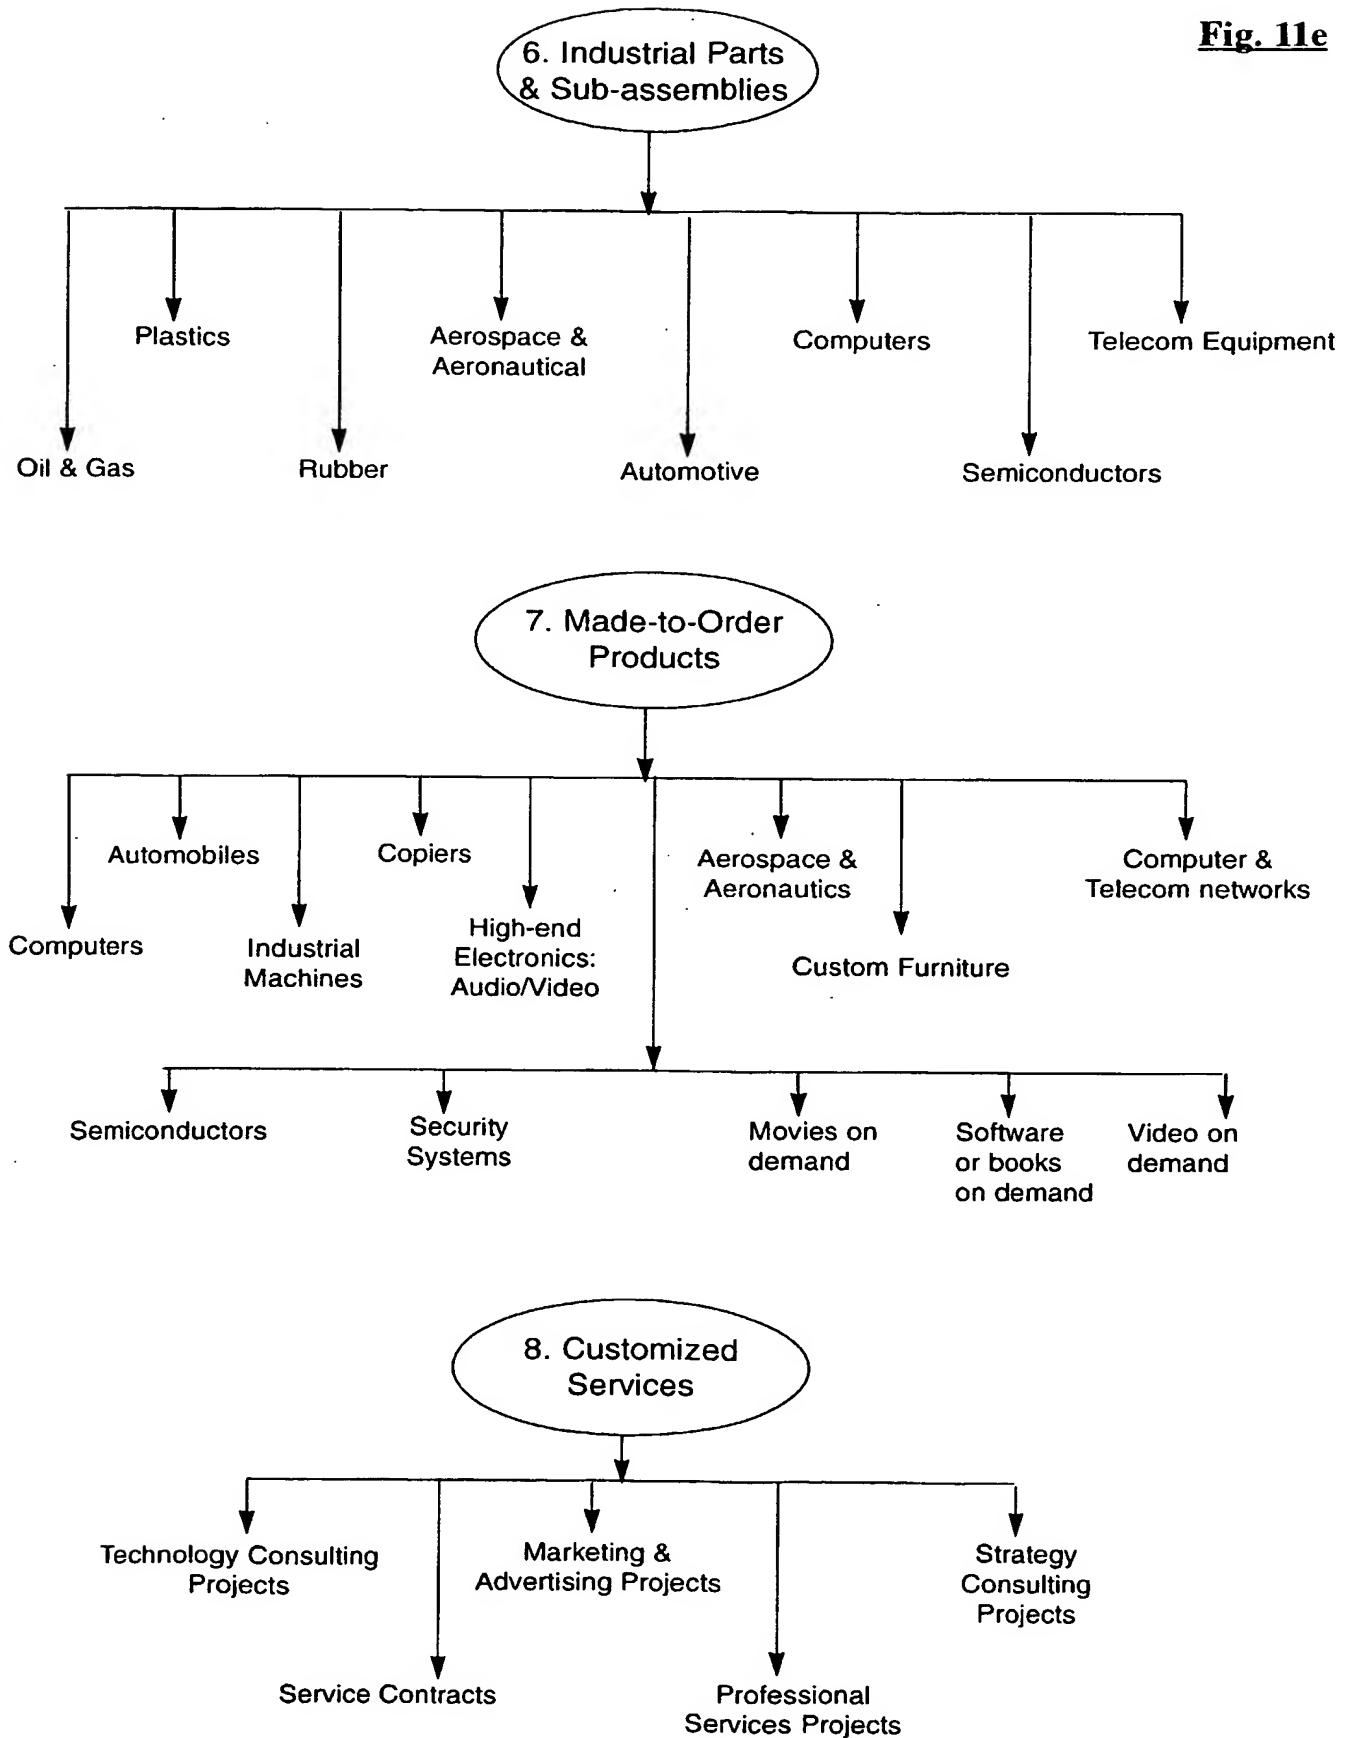 Fig. 11e
6. Industrial Parts
& Sub-assemblies
Plastics
Aerospace &
Aeronautical
Computers
Telecom Equipment
Oil & Gas
Rubber
Automotive
Semiconductors
7. Made-to-Order
Products
Automobiles
Copiers
Aerospace &
Aeronautics
Computer &
Telecom networks
Computers
Industrial
Machines
High-end
Electronics:
Audio/Video
Custom Furniture
Semiconductors
Security
Systems
Movies on
demand
Software
or books
on demand
Video on
demand
8. Customized
Services
Technology Consulting
Projects
Marketing &
Advertising Projects
Strategy
Consulting
Projects
Service Contracts
Professional
Services Projects